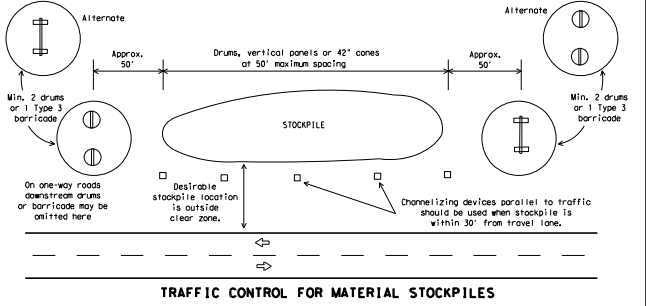 Alternate
Alternate
Approx.
50'
Drums, vertical panels or 42" cones
at 50' maximum spacing
Approx.
50'
Min. 2 drums
or 1 Type 3
barricade
Min. 2 drums
or 1 Type 3
barricade
STOCKPILE
On one-way roads
downstream drums
or barricade may be
omitted here
Desirable
stockpile location
is outside
clear zone.
Channelizing devices parallel to traffic
should be used when stockpile is
within 30' from travel lane.
TRAFFIC CONTROL FOR MATERIAL STOCKPILES